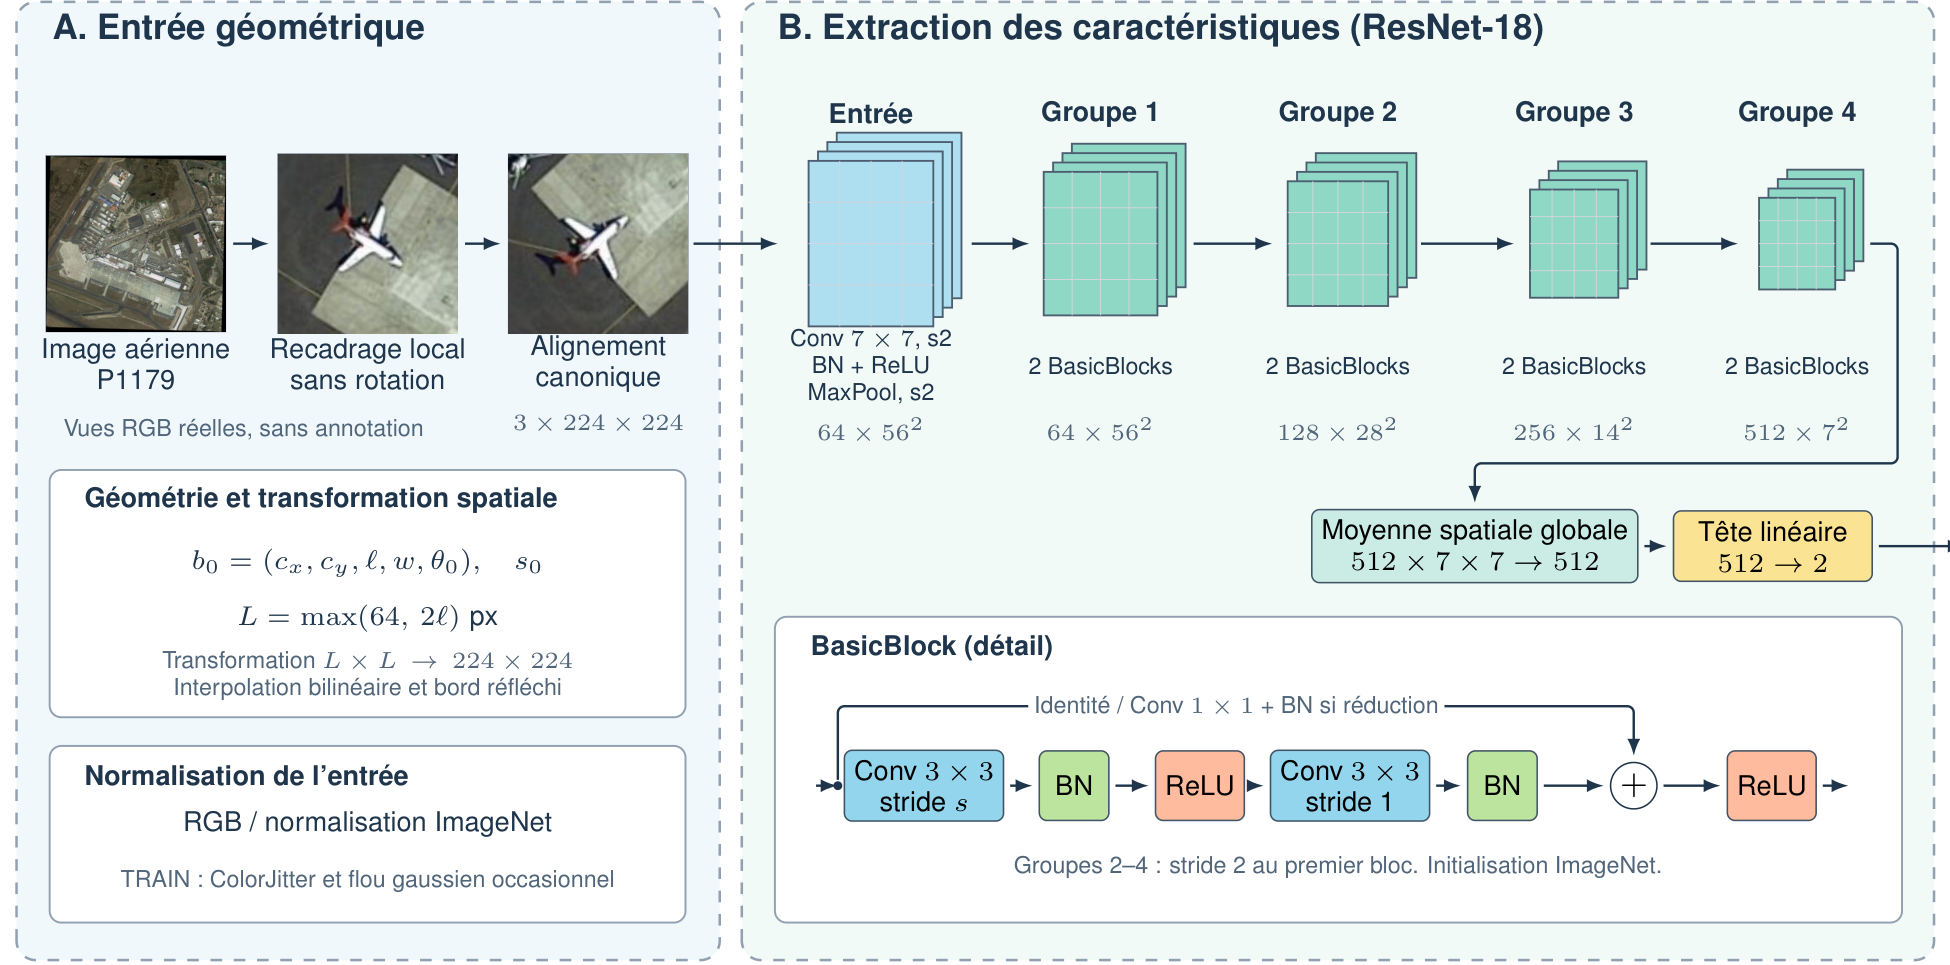 A. Entrée géométrique
Image aérienne
P1179
Recadrage local
sans rotation
Alignement
canonique
Vues RGB réelles, sans annotation
3 × 224 × 224
Géométrie et transformation spatiale
b₀ = (cₓ, c_y, ℓ, w, θ₀), s₀
L = max(64, 2ℓ) px
Transformation L × L → 224 × 224
Interpolation bilinéaire et bord réfléchi
Normalisation de l'entrée
RGB / normalisation ImageNet
TRAIN : ColorJitter et flou gaussien occasionnel
B. Extraction des caractéristiques (ResNet-18)
Entrée
Conv 7 × 7, s2
BN + ReLU
MaxPool, s2
64 × 56²
Groupe 1
2 BasicBlocks
64 × 56²
Groupe 2
2 BasicBlocks
128 × 28²
Groupe 3
2 BasicBlocks
256 × 14²
Groupe 4
2 BasicBlocks
512 × 7²
Moyenne spatiale globale
512 × 7 × 7 → 512
Tête linéaire
512 → 2
BasicBlock (détail)
Identité / Conv 1 × 1 + BN si réduction
Conv 3 × 3
stride s
BN
ReLU
Conv 3 × 3
stride 1
BN
+
ReLU
Groupes 2–4 : stride 2 au premier bloc. Initialisation ImageNet.